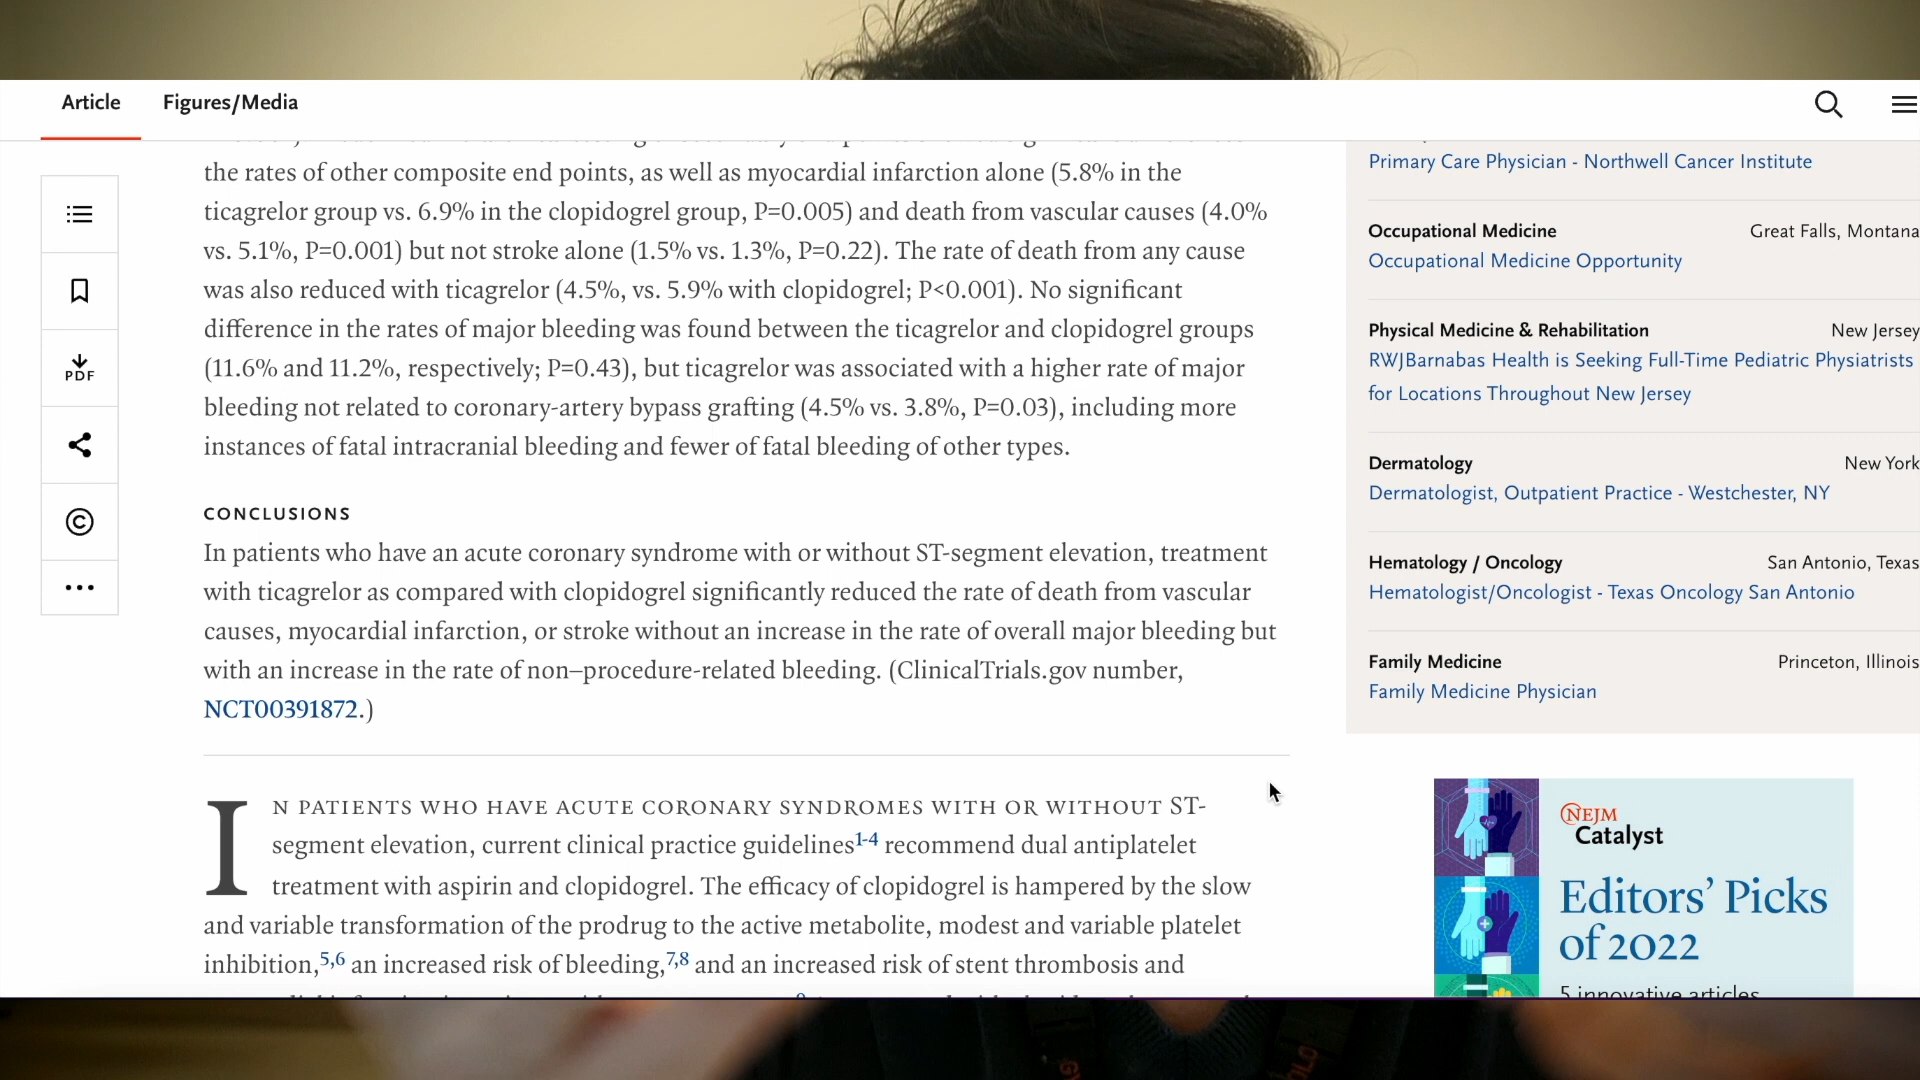 Article
Figures/Media
the rates of other composite end points, as well as myocardial infarction alone (5.8% in the
ticagrelor group vs. 6.9% in the clopidogrel group, P=0.005) and death from vascular causes (4.0%
vs. 5.1%, P=0.001) but not stroke alone (1.5% vs. 1.3%, P=0.22). The rate of death from any cause
was also reduced with ticagrelor (4.5%, vs. 5.9% with clopidogrel; P<0.001). No significant
difference in the rates of major bleeding was found between the ticagrelor and clopidogrel groups
(11.6% and 11.2%, respectively; P=0.43), but ticagrelor was associated with a higher rate of major
bleeding not related to coronary-artery bypass grafting (4.5% vs. 3.8%, P=0.03), including more
instances of fatal intracranial bleeding and fewer of fatal bleeding of other types.
CONCLUSIONS
In patients who have an acute coronary syndrome with or without ST-segment elevation, treatment
with ticagrelor as compared with clopidogrel significantly reduced the rate of death from vascular
causes, myocardial infarction, or stroke without an increase in the rate of overall major bleeding but
with an increase in the rate of non–procedure-related bleeding. (ClinicalTrials.gov number,
NCT00391872.)
IN PATIENTS WHO HAVE ACUTE CORONARY SYNDROMES WITH OR WITHOUT ST-
segment elevation, current clinical practice guidelines1-4 recommend dual antiplatelet
treatment with aspirin and clopidogrel. The efficacy of clopidogrel is hampered by the slow
and variable transformation of the prodrug to the active metabolite, modest and variable platelet
inhibition,5,6 an increased risk of bleeding,7,8 and an increased risk of stent thrombosis and
PDF
Primary Care Physician - Northwell Cancer Institute
Occupational Medicine Great Falls, Montana
Occupational Medicine Opportunity
Physical Medicine & Rehabilitation New Jersey
RWJBarnabas Health is Seeking Full-Time Pediatric Physiatrists
for Locations Throughout New Jersey
Dermatology New York
Dermatologist, Outpatient Practice - Westchester, NY
Hematology / Oncology San Antonio, Texas
Hematologist/Oncologist - Texas Oncology San Antonio
Family Medicine Princeton, Illinois
Family Medicine Physician
NEJM
Catalyst
Editors' Picks
of 2022
5 innovative articles